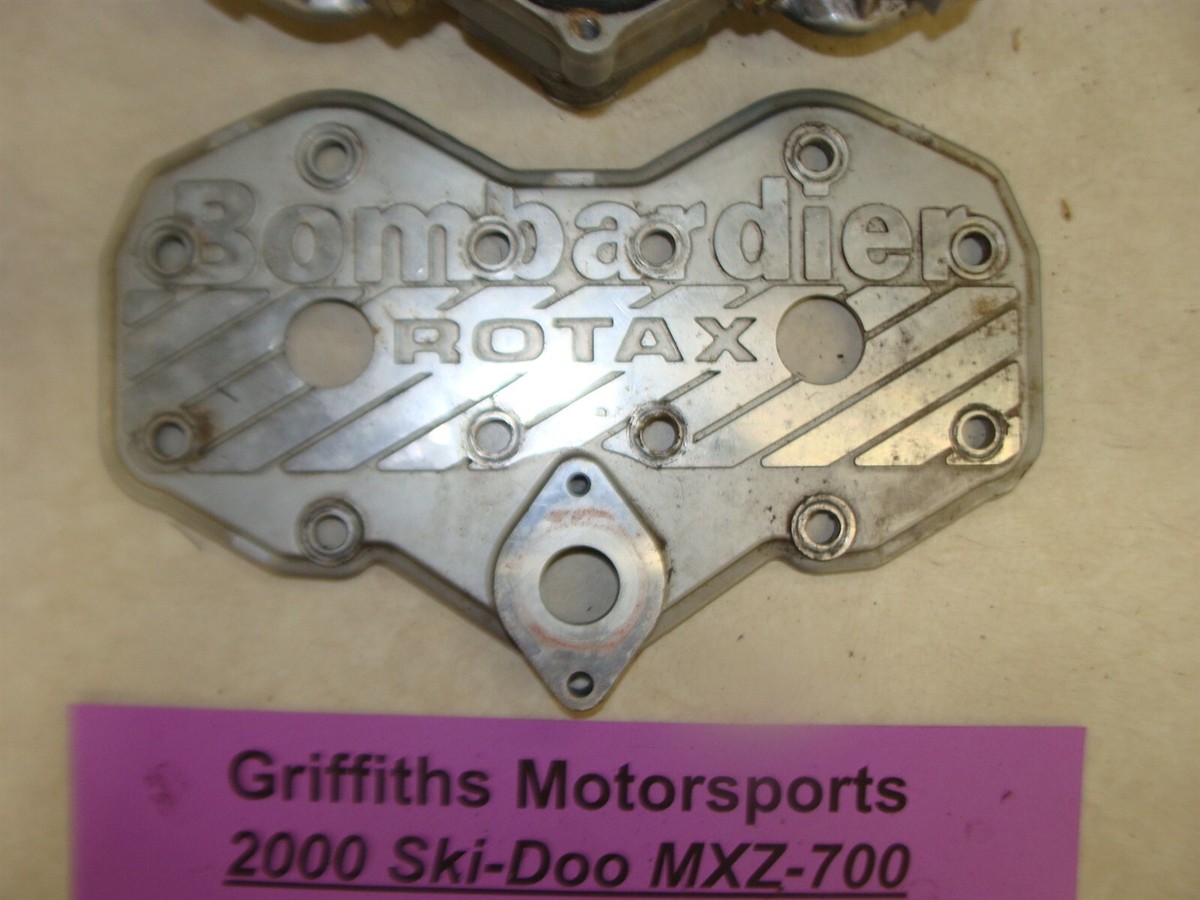 Bombardier
ROTAX
Griffiths Motorsports
2000 Ski-Doo MXZ-700